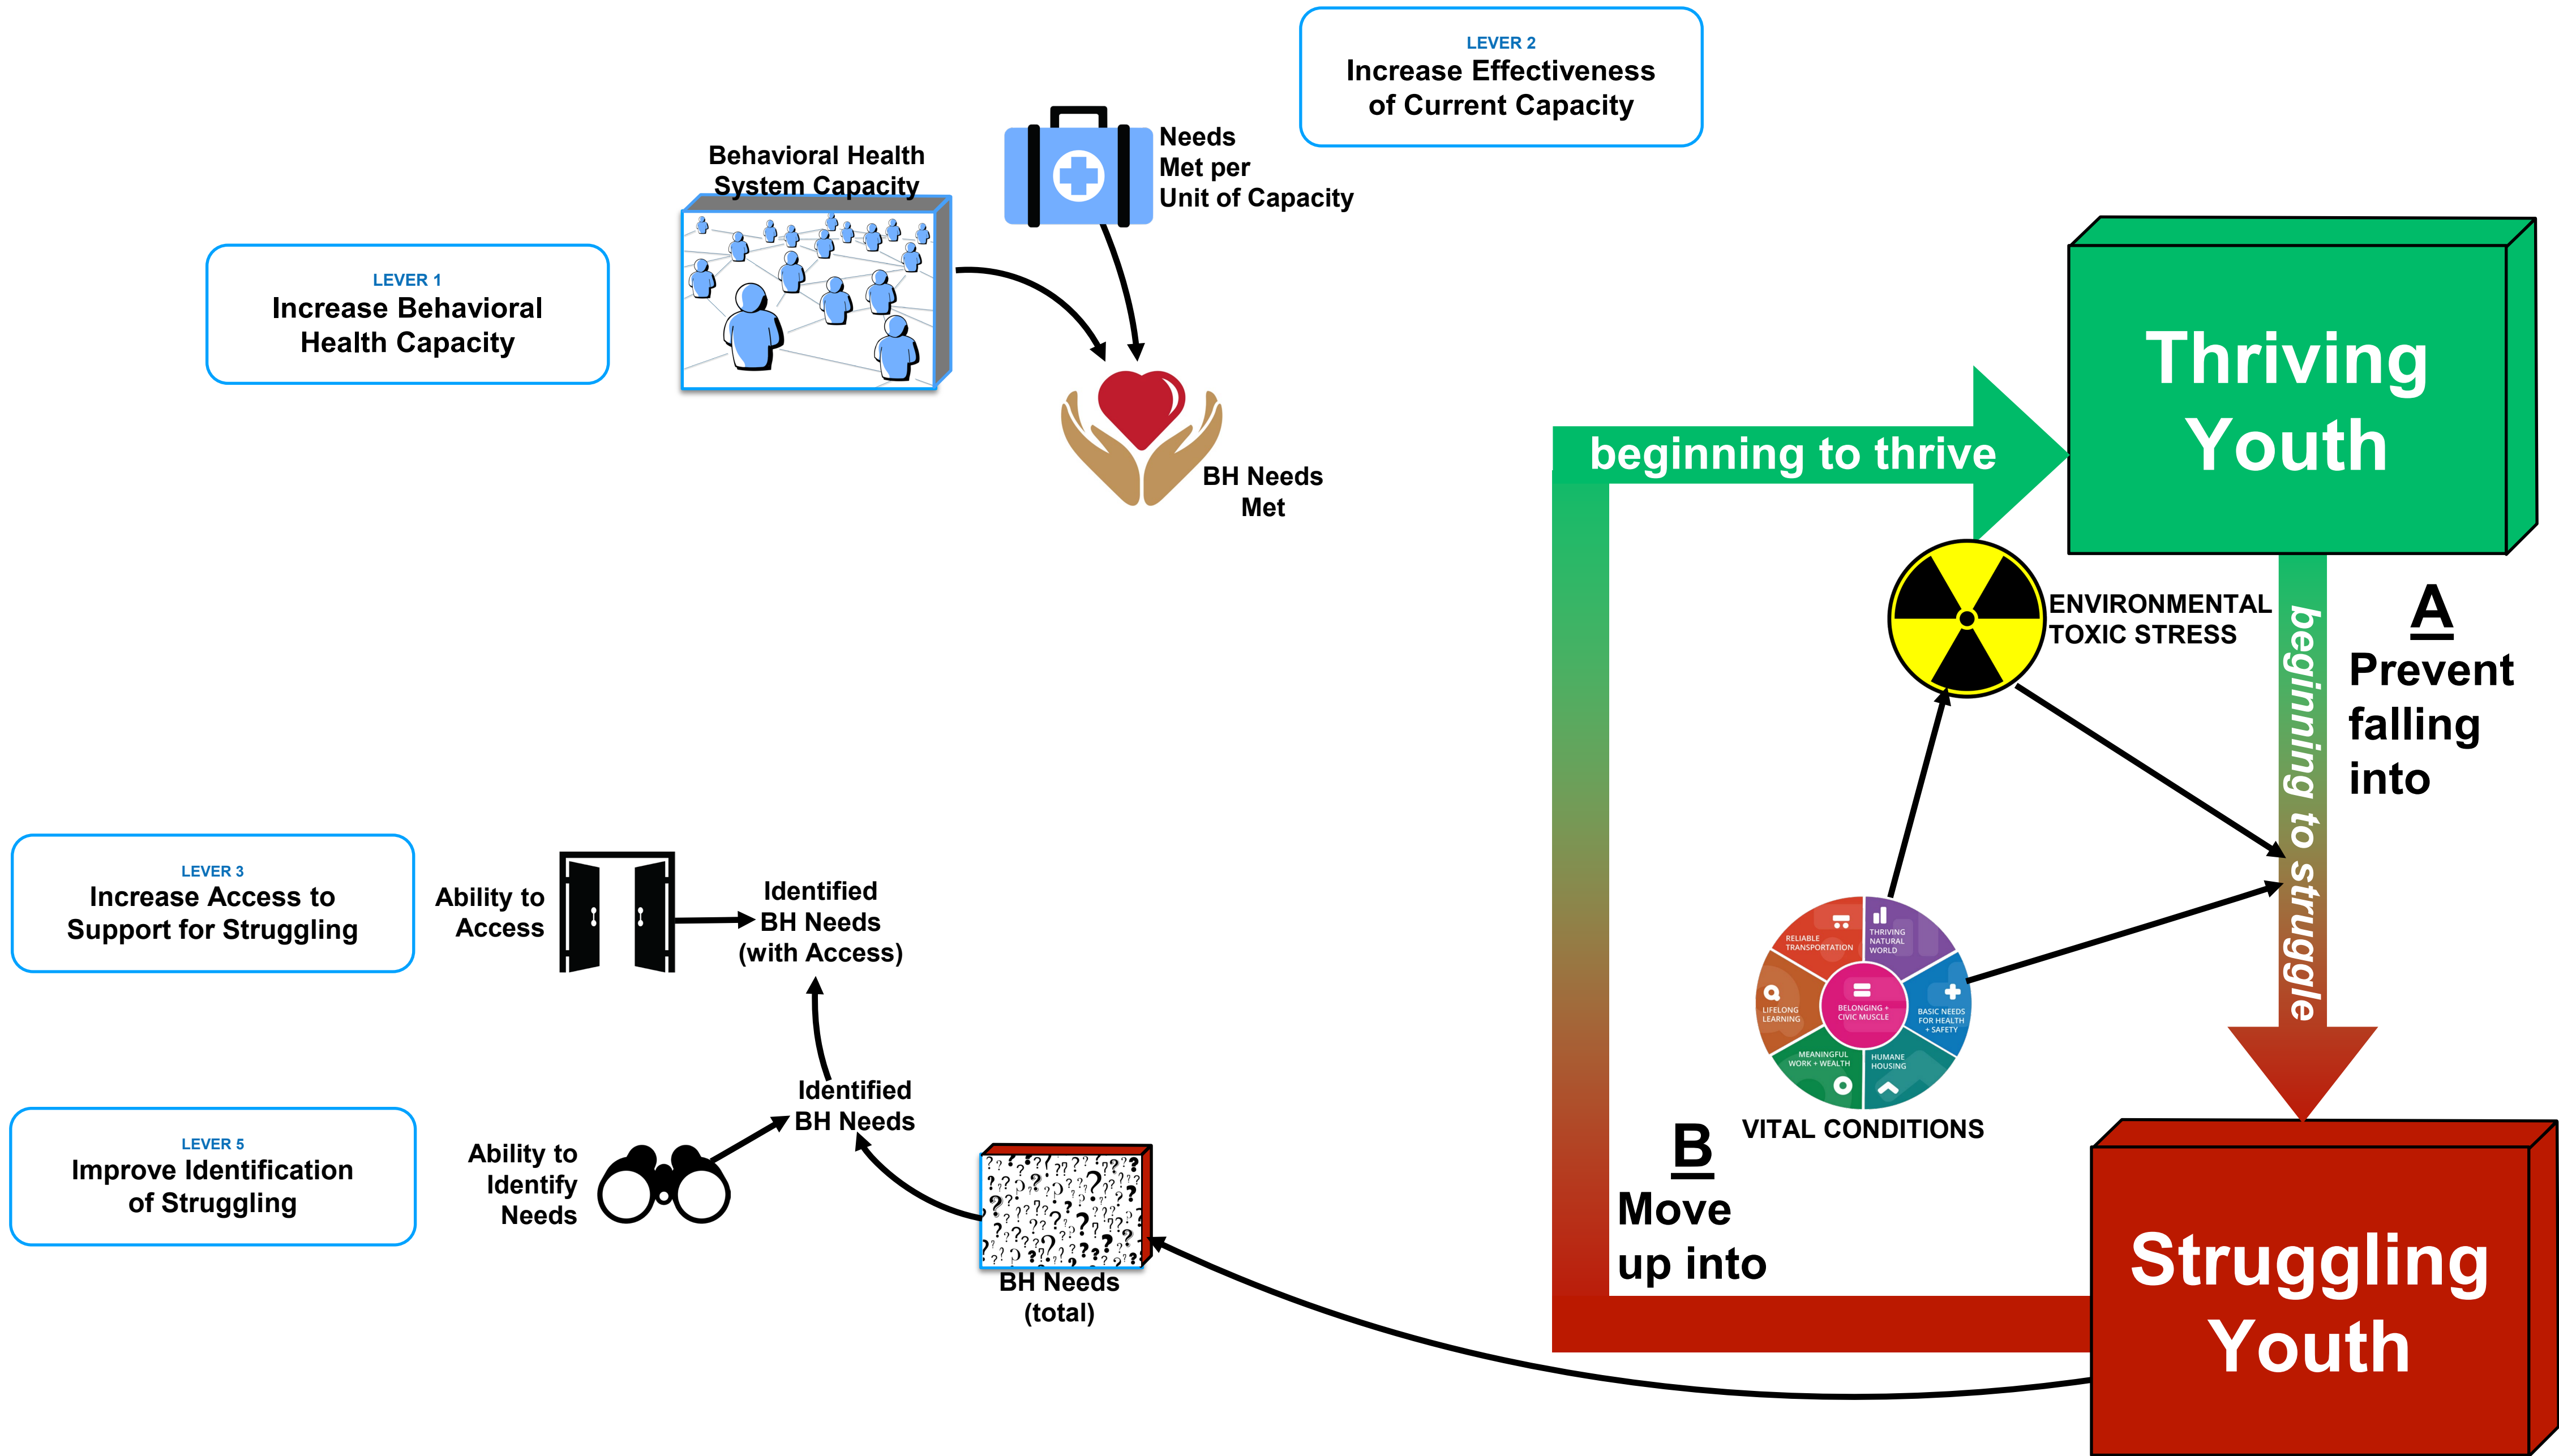 LEVER 2
Increase Effectiveness
of Current Capacity
Needs
Met per
Unit of Capacity
Behavioral Health
System Capacity
LEVER 1
Increase Behavioral
Health Capacity
BH Needs
Met
Thriving
Youth
beginning to thrive
ENVIRONMENTAL
TOXIC STRESS
A
Prevent
falling
into
beginning to struggle
LEVER 3
Increase Access to
Support for Struggling
Ability to
Access
Identified
BH Needs
(with Access)
RELIABLE
TRANSPORTATION
THRIVING
NATURAL
WORLD
LIFELONG
LEARNING
BELONGING +
CIVIC MUSCLE
BASIC NEEDS
FOR HEALTH
+ SAFETY
MEANINGFUL
WORK + WEALTH
HUMANE
HOUSING
VITAL CONDITIONS
LEVER 5
Improve Identification
of Struggling
Ability to
Identify
Needs
Identified
BH Needs
BH Needs
(total)
B
Move
up into
Struggling
Youth